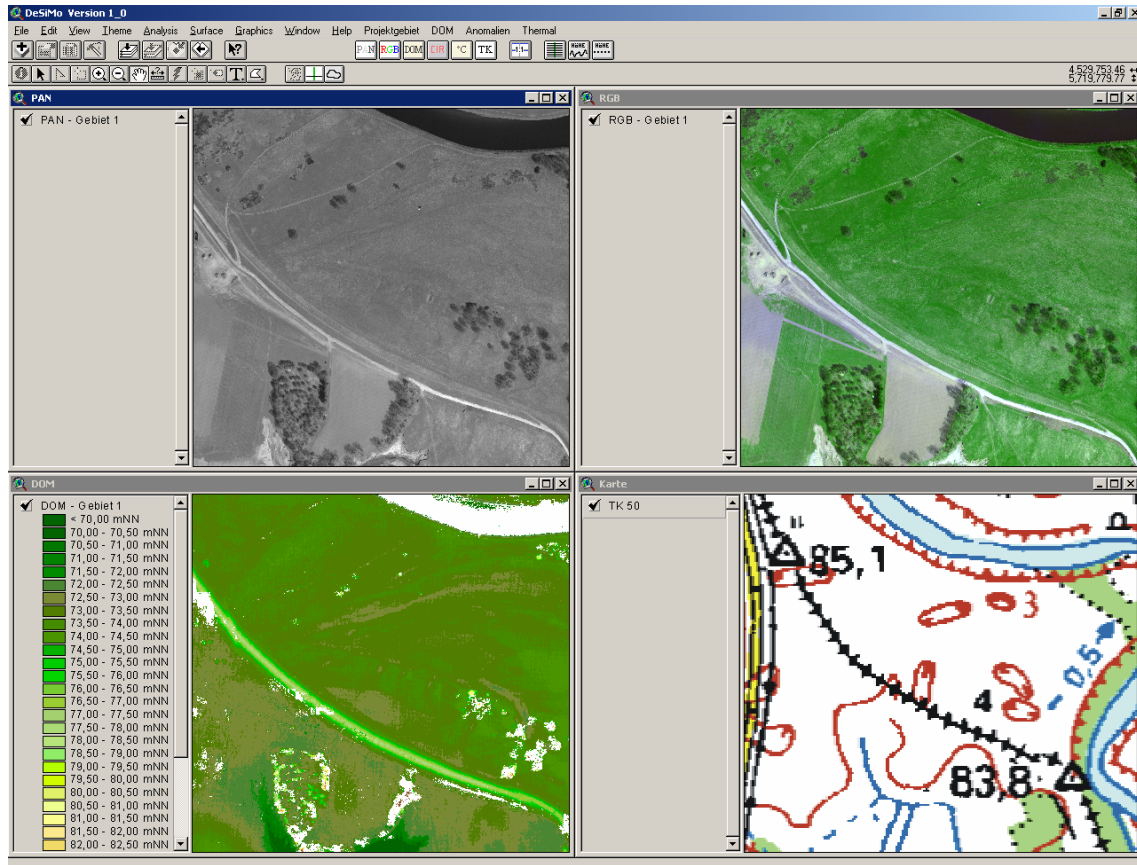 DeSiMo Version 1_0
File Edit View Theme Analysis Surface Graphics Window Help Projektgebiet DOM Anomalien Thermal
PAN RGB DOM CIR °C TK HöHE HöHE
4.529.753,46
5.719.779,77
PAN
PAN - Gebiet 1
RGB
RGB - Gebiet 1
DOM
DOM - Gebiet 1
< 70,00 mNN
70,00 - 70,50 mNN
70,50 - 71,00 mNN
71,00 - 71,50 mNN
71,50 - 72,00 mNN
72,00 - 72,50 mNN
72,50 - 73,00 mNN
73,00 - 73,50 mNN
73,50 - 74,00 mNN
74,00 - 74,50 mNN
74,50 - 75,00 mNN
75,00 - 75,50 mNN
75,50 - 76,00 mNN
76,00 - 76,50 mNN
76,50 - 77,00 mNN
77,00 - 77,50 mNN
77,50 - 78,00 mNN
78,00 - 78,50 mNN
78,50 - 79,00 mNN
79,00 - 79,50 mNN
79,50 - 80,00 mNN
80,00 - 80,50 mNN
80,50 - 81,00 mNN
81,00 - 81,50 mNN
81,50 - 82,00 mNN
82,00 - 82,50 mNN
Karte
TK 50
85,1
3
0,5
4
83,8